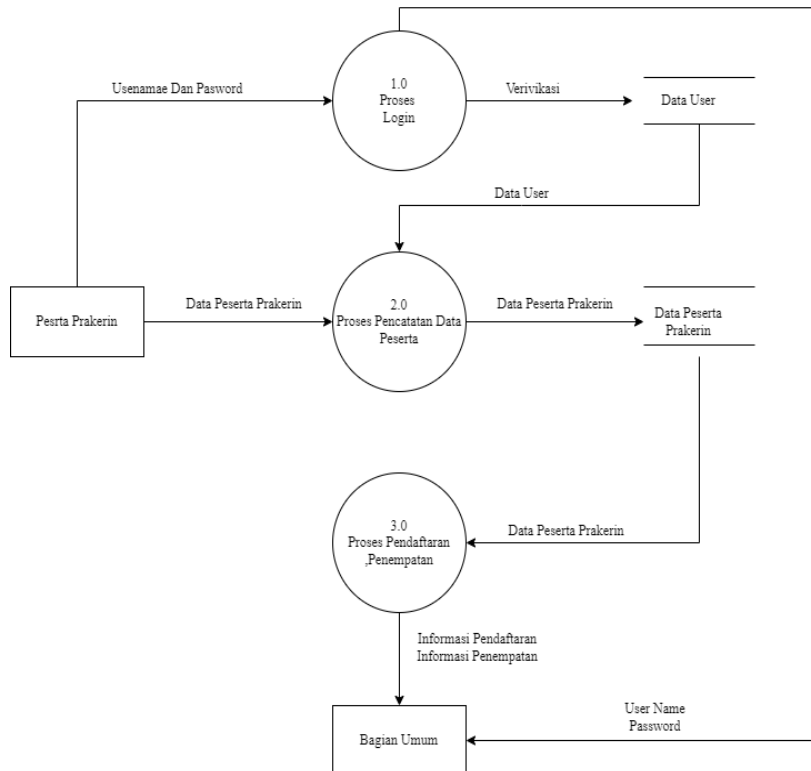 1.0
Proses
Login
Usenamae Dan Pasword
Verivikasi
Data User
Data User
Pesrta Prakerin
Data Peserta Prakerin
2.0
Proses Pencatatan Data
Peserta
Data Peserta Prakerin
Data Peserta
Prakerin
3.0
Proses Pendaftaran
,Penempatan
Data Peserta Prakerin
Informasi Pendaftaran
Informasi Penempatan
User Name
Password
Bagian Umum